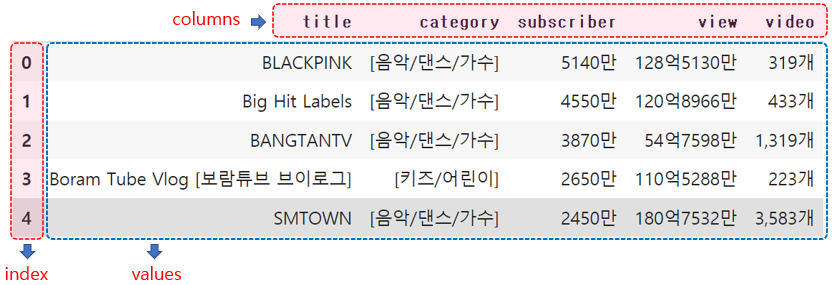 columns title category subscriber view video
0 BLACKPINK [음악/댄스/가수] 5140만 128억5130만 319개
1 Big Hit Labels [음악/댄스/가수] 4550만 120억8966만 433개
2 BANGTANTV [음악/댄스/가수] 3870만 54억7598만 1,319개
3 Boram Tube Vlog [보람튜브 브이로그] [키즈/어린이] 2650만 110억5288만 223개
4 SMTOWN [음악/댄스/가수] 2450만 180억7532만 3,583개
index values